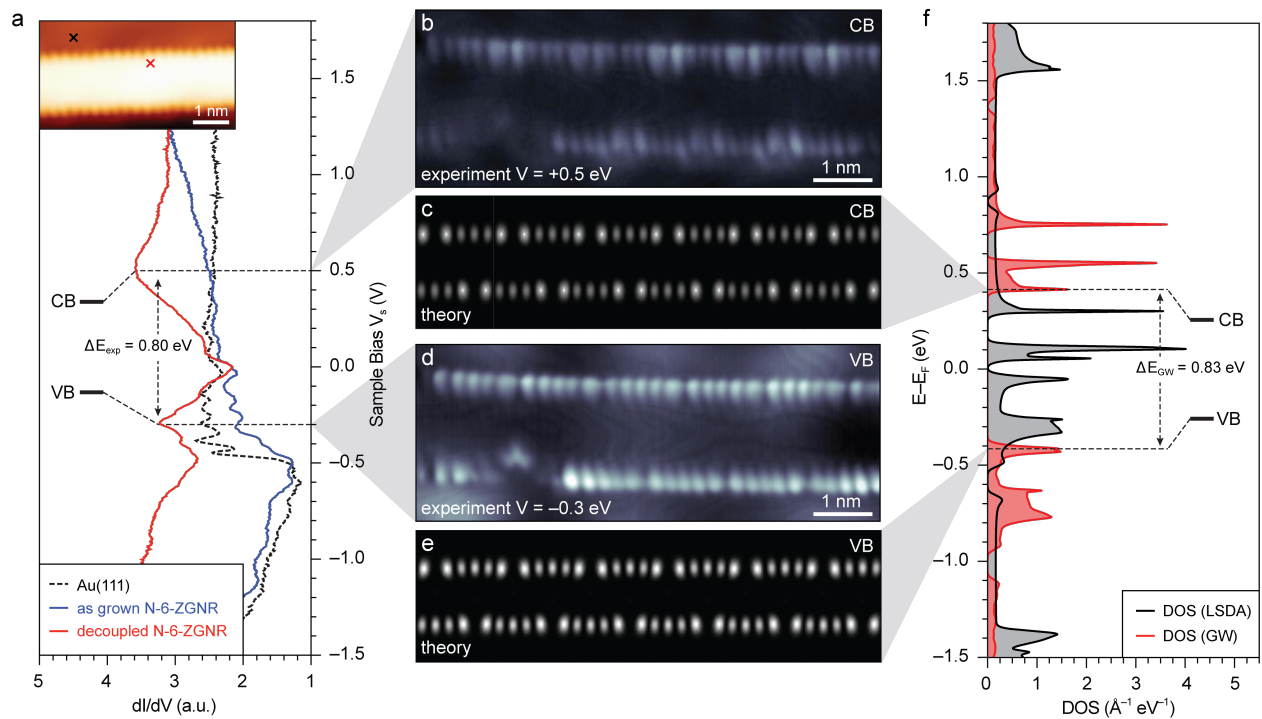 a
1 nm
1.5
1.0
0.5
0.0
−0.5
−1.0
−1.5
Sample Bias Vs (V)
CB
ΔEexp = 0.80 eV
VB
Au(111)
as grown N-6-ZGNR
decoupled N-6-ZGNR
5 4 3 2 1
dI/dV (a.u.)
b CB
experiment V = +0.5 eV 1 nm
c CB
theory
d VB
experiment V = −0.3 eV 1 nm
e VB
theory
f
1.5
1.0
0.5
0.0
−0.5
−1.0
−1.5
E−EF (eV)
CB
ΔEGW = 0.83 eV
VB
DOS (LSDA)
DOS (GW)
0 1 2 3 4 5
DOS (Å−1 eV−1)